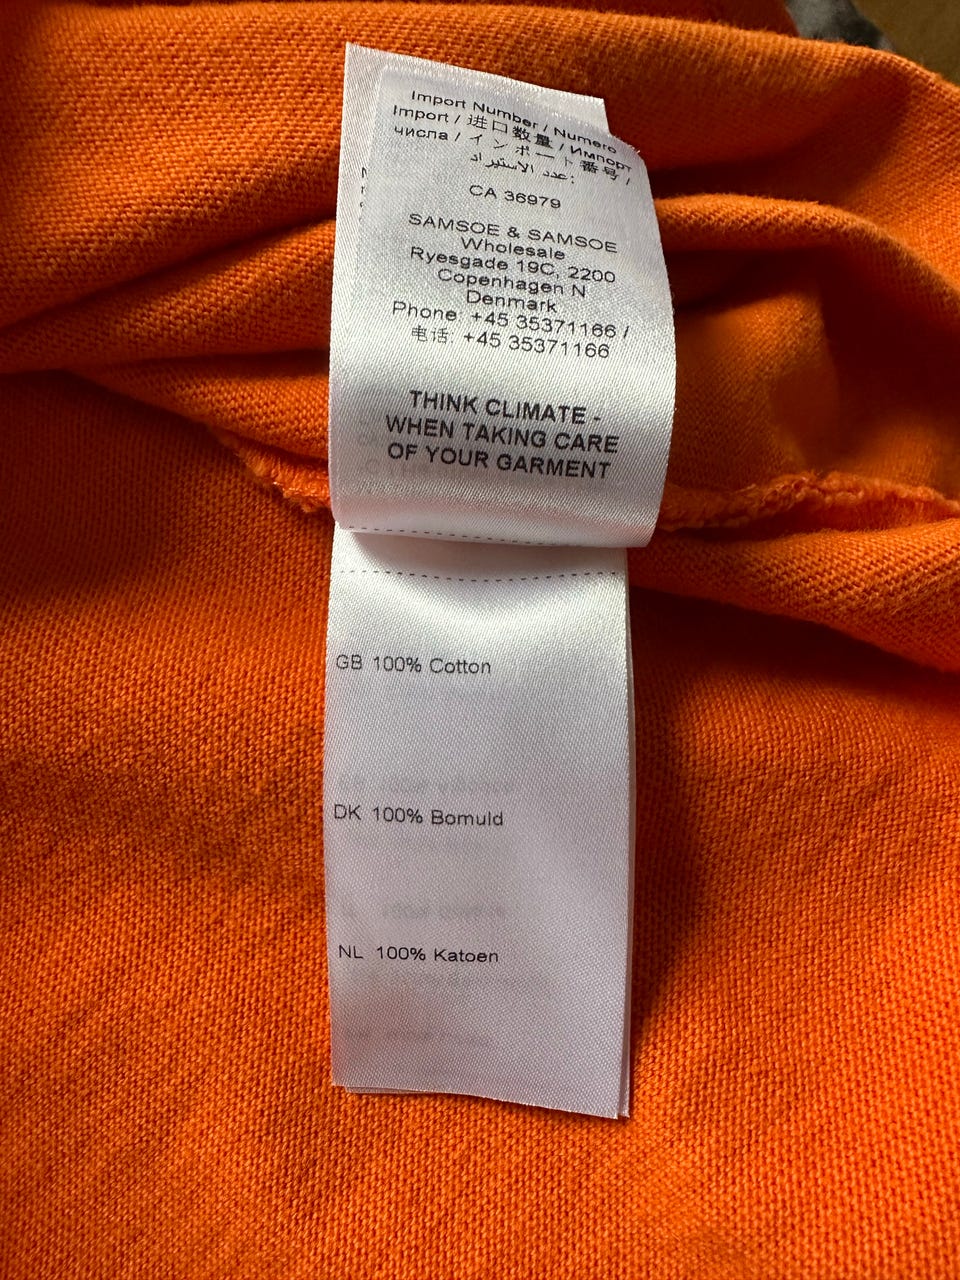 Import Number / Numero
Import / 进口数量 / Импорт
числа / インポート番号 /
عدد الاستيراد:
CA 36979
SAMSOE & SAMSOE
Wholesale
Ryesgade 19C, 2200
Copenhagen N
Denmark
Phone: +45 35371166 /
电话: +45 35371166
THINK CLIMATE -
WHEN TAKING CARE
OF YOUR GARMENT
GB 100% Cotton
DK 100% Bomuld
NL 100% Katoen